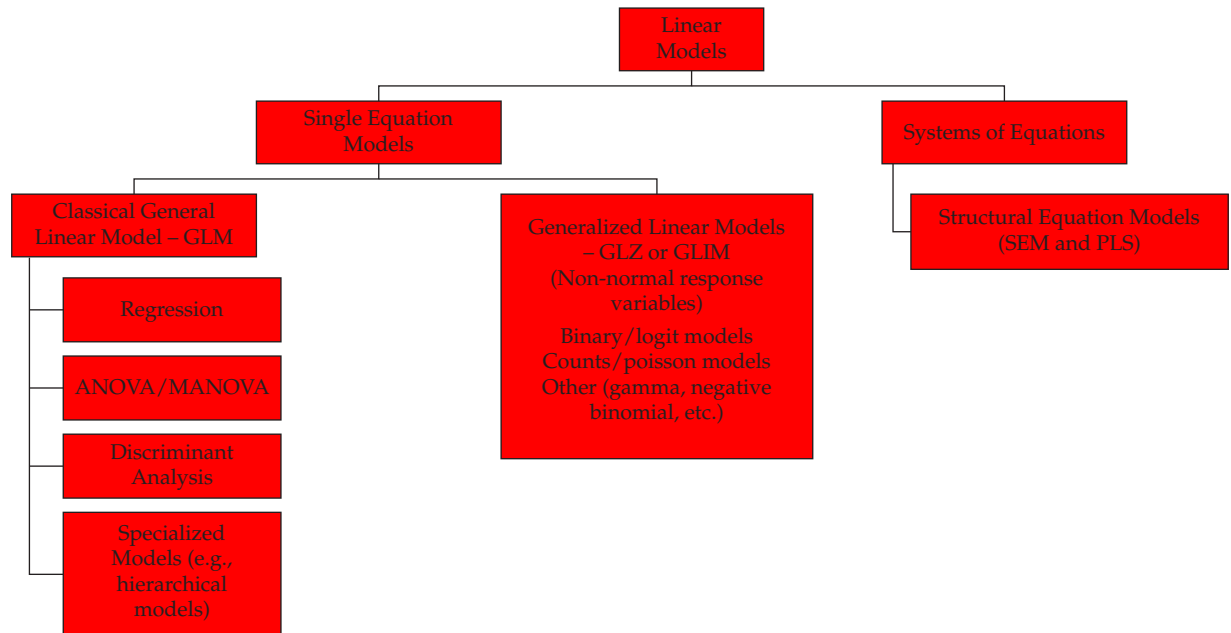 Linear
Models
Single Equation
Models
Systems of Equations
Classical General
Linear Model – GLM
Regression
ANOVA/MANOVA
Discriminant
Analysis
Specialized
Models (e.g.,
hierarchical
models)
Generalized Linear Models
– GLZ or GLIM
(Non-normal response
variables)
Binary/logit models
Counts/poisson models
Other (gamma, negative
binomial, etc.)
Structural Equation Models
(SEM and PLS)